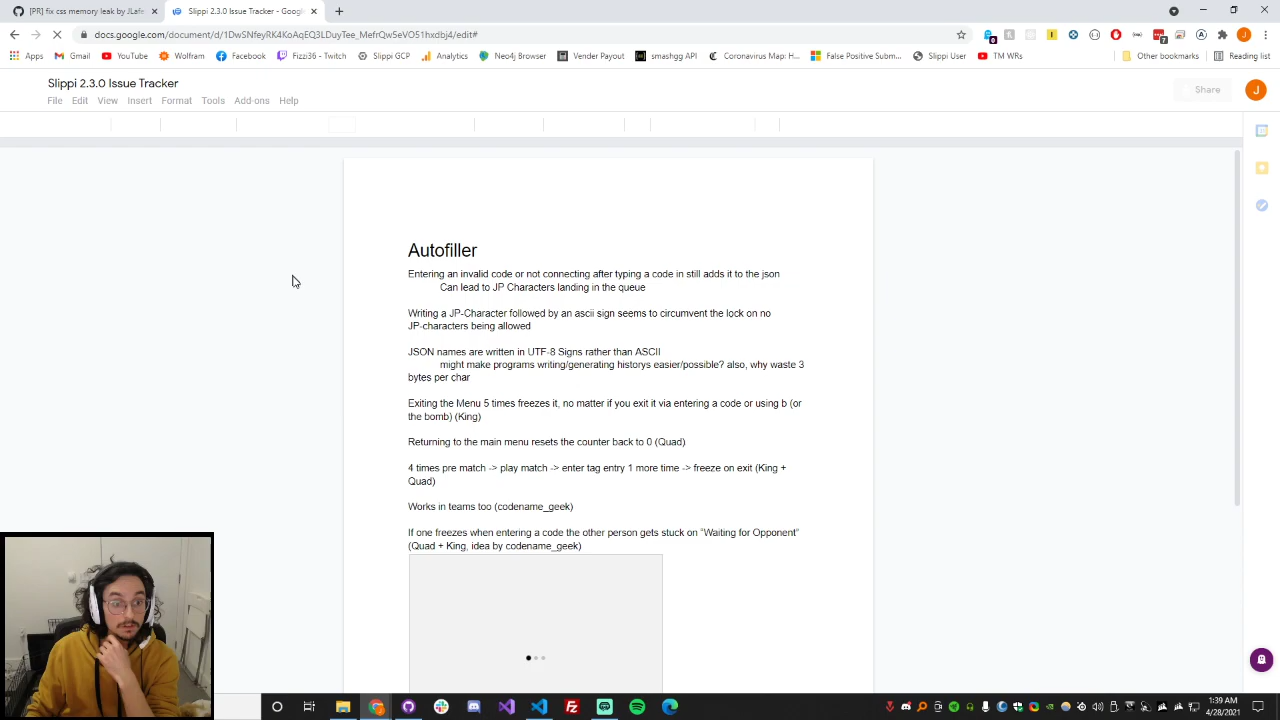 [PR] fix css memory leak by JLafe
Slippi 2.3.0 Issue Tracker - Googl
docs.google.com/document/d/1DwSNfeyRK4KoAqEQ3LDuyTee_MefrQwSeVO51hxdbj4/edit#
Apps
Gmail
YouTube
Wolfram
Facebook
Fizzi36 - Twitch
Slippi GCP
Analytics
Neo4j Browser
Vender Payout
smashgg API
Coronavirus Map: H...
False Positive Subm...
Slippi User
TM WRs
Other bookmarks
Reading list
Slippi 2.3.0 Issue Tracker
File Edit View Insert Format Tools Add-ons Help
Share
J
Autofiller
Entering an invalid code or not connecting after typing a code in still adds it to the json
Can lead to JP Characters landing in the queue
Writing a JP-Character followed by an ascii sign seems to circumvent the lock on no
JP-characters being allowed
JSON names are written in UTF-8 Signs rather than ASCII
might make programs writing/generating historys easier/possible? also, why waste 3
bytes per char
Exiting the Menu 5 times freezes it, no matter if you exit it via entering a code or using b (or
the bomb) (King)
Returning to the main menu resets the counter back to 0 (Quad)
4 times pre match -> play match -> enter tag entry 1 more time -> freeze on exit (King +
Quad)
Works in teams too (codename_geek)
If one freezes when entering a code the other person gets stuck on "Waiting for Opponent"
(Quad + King, idea by codename_geek)
1:39 AM
4/28/2021